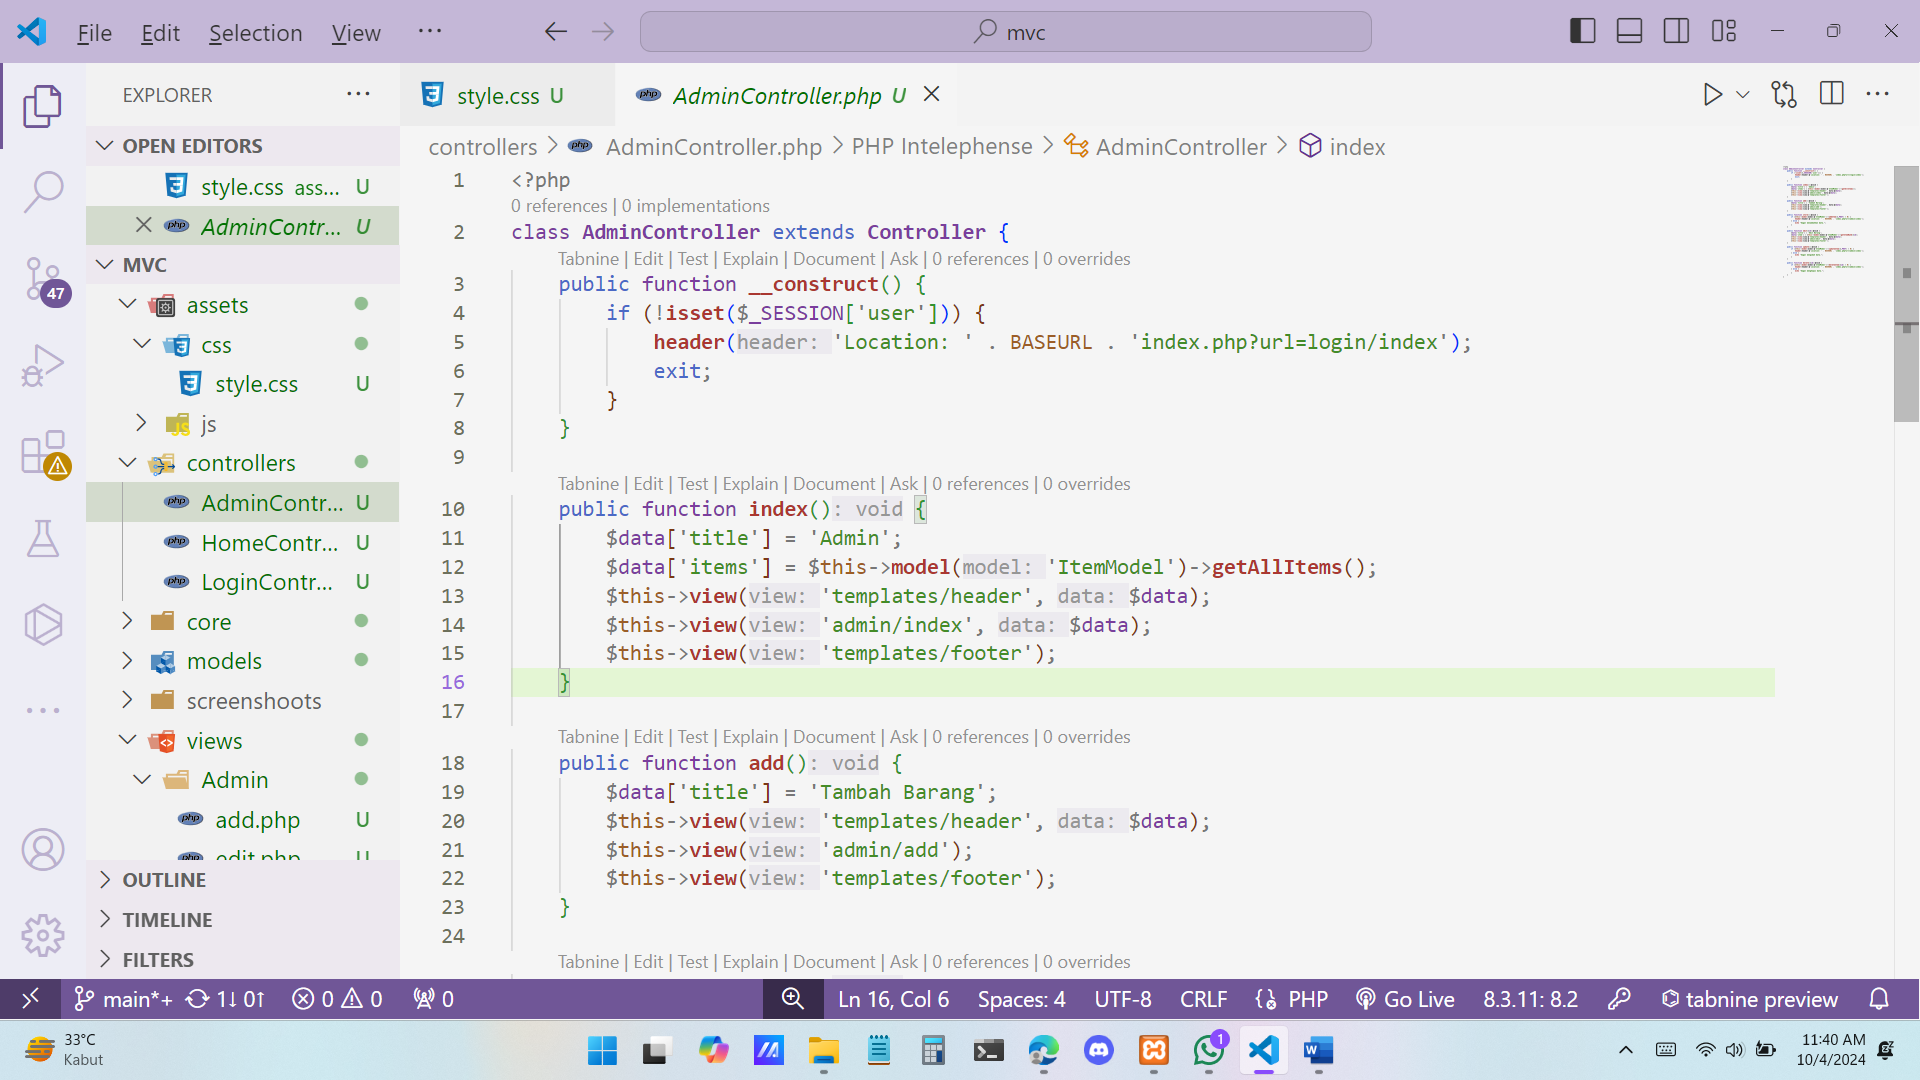 File Edit Selection View ··· mvc
EXPLORER ···
OPEN EDITORS
style.css ass... U
AdminContr... U
MVC
assets
css
style.css U
js
controllers
AdminContr... U
HomeContr... U
LoginContr... U
core
models
screenshoots
views
Admin
add.php U
edit.php U
OUTLINE
TIMELINE
FILTERS
47
style.css U
AdminController.php U
controllers > AdminController.php > PHP Intelephense > AdminController > index
1 <?php
0 references | 0 implementations
2 class AdminController extends Controller {
Tabnine | Edit | Test | Explain | Document | Ask | 0 references | 0 overrides
3 public function __construct() {
4 if (!isset($_SESSION['user'])) {
5 header(header: 'Location: ' . BASEURL . 'index.php?url=login/index');
6 exit;
7 }
8 }
9
Tabnine | Edit | Test | Explain | Document | Ask | 0 references | 0 overrides
10 public function index(): void {
11 $data['title'] = 'Admin';
12 $data['items'] = $this->model(model: 'ItemModel')->getAllItems();
13 $this->view(view: 'templates/header', data: $data);
14 $this->view(view: 'admin/index', data: $data);
15 $this->view(view: 'templates/footer');
16 }
17
Tabnine | Edit | Test | Explain | Document | Ask | 0 references | 0 overrides
18 public function add(): void {
19 $data['title'] = 'Tambah Barang';
20 $this->view(view: 'templates/header', data: $data);
21 $this->view(view: 'admin/add');
22 $this->view(view: 'templates/footer');
23 }
24
Tabnine | Edit | Test | Explain | Document | Ask | 0 references | 0 overrides
main*+ 1↓ 0↑ 0 0 0 Ln 16, Col 6 Spaces: 4 UTF-8 CRLF PHP Go Live 8.3.11: 8.2 tabnine preview
33°C
Kabut
1
11:40 AM
10/4/2024